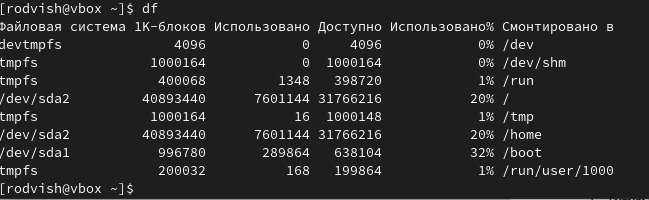 [rodvish@vbox ~]$ df
Файловая система 1K-блоков Использовано Доступно Использовано% Смонтировано в
devtmpfs 4096 0 4096 0% /dev
tmpfs 1000164 0 1000164 0% /dev/shm
tmpfs 400068 1348 398720 1% /run
/dev/sda2 40893440 7601144 31766216 20% /
tmpfs 1000164 16 1000148 1% /tmp
/dev/sda2 40893440 7601144 31766216 20% /home
/dev/sda1 996780 289864 638104 32% /boot
tmpfs 200032 168 199864 1% /run/user/1000
[rodvish@vbox ~]$